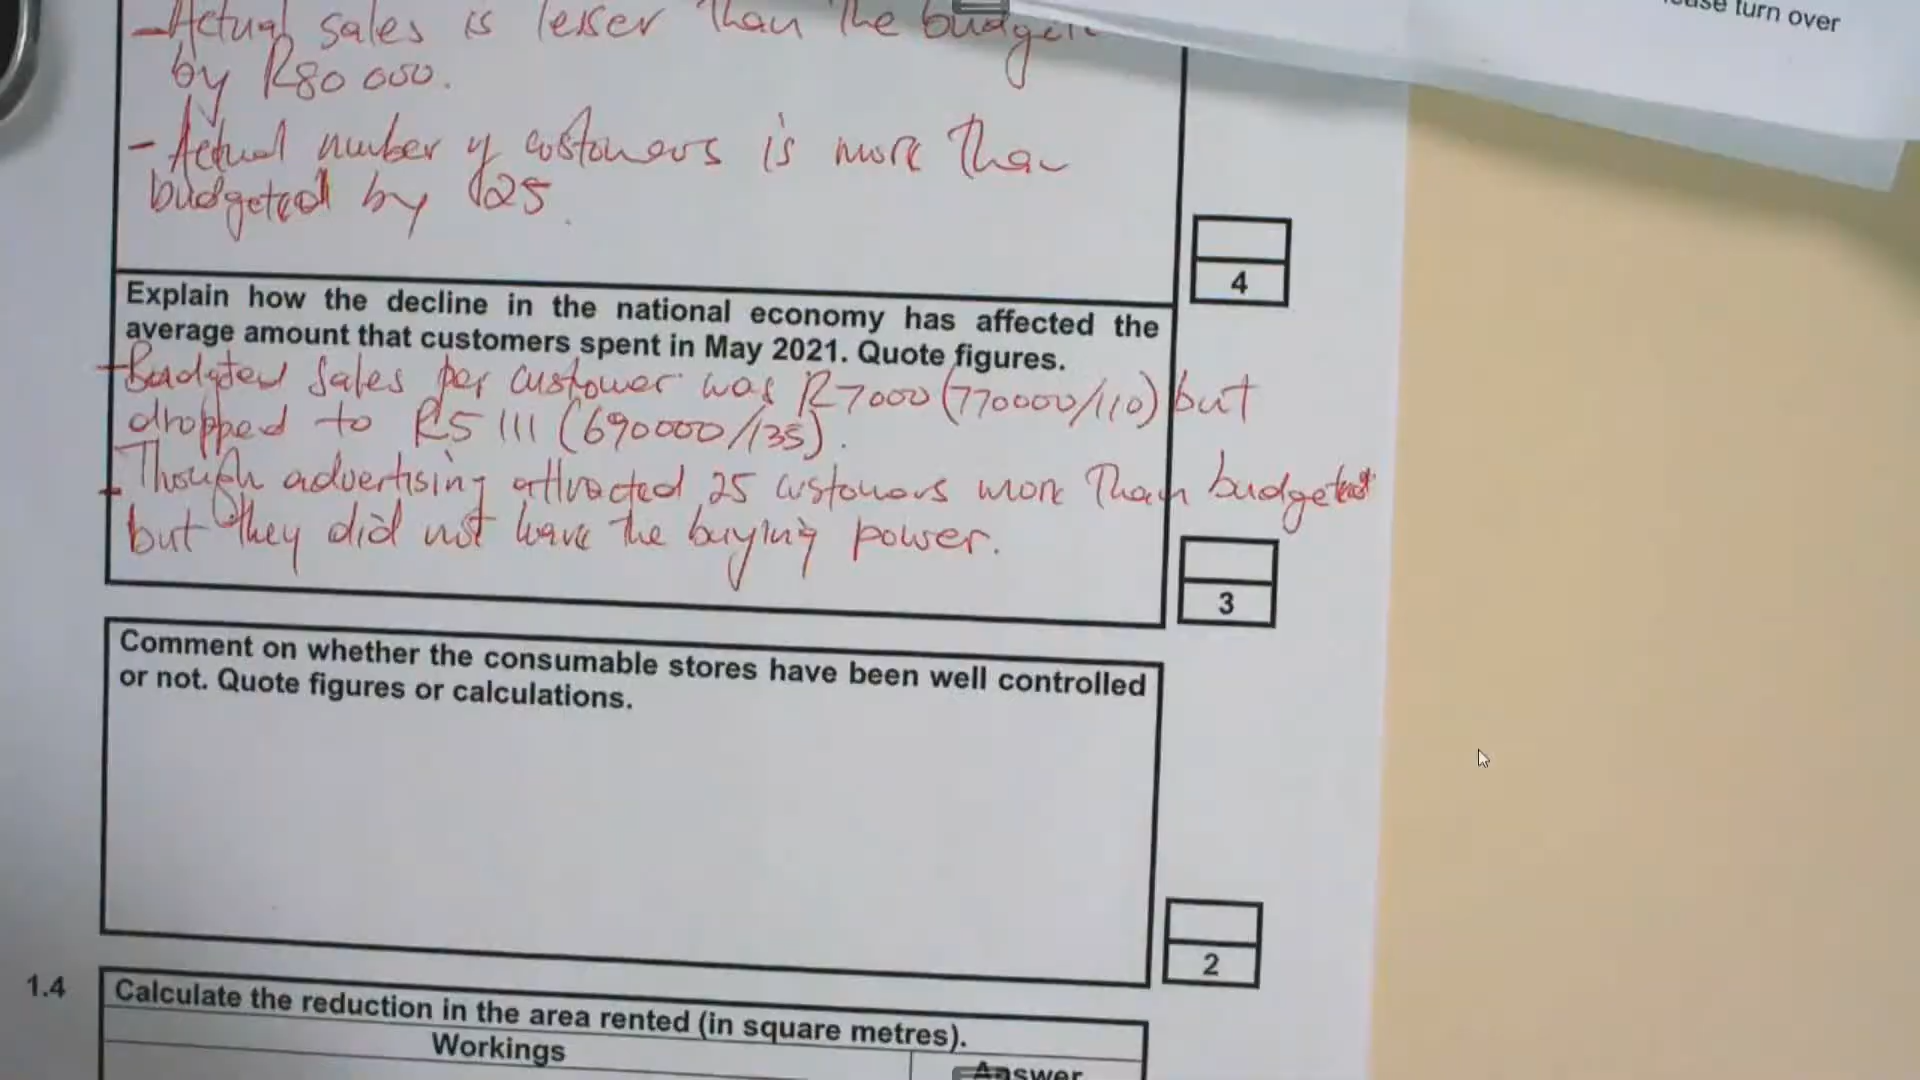 turn over
- Actual sales is lesser than the budget
by R80 000.
- Actual number of customers is more than
budgeted by 25.
4
Explain how the decline in the national economy has affected the
average amount that customers spent in May 2021. Quote figures.
- Budgeted sales per customer was R7000 (770000/110) but
dropped to R5 111 (690000/135).
- Though advertising attracted 25 customers more than budgeted
but they did not have the buying power.
3
Comment on whether the consumable stores have been well controlled
or not. Quote figures or calculations.
2
1.4
Calculate the reduction in the area rented (in square metres).
Workings
Answer